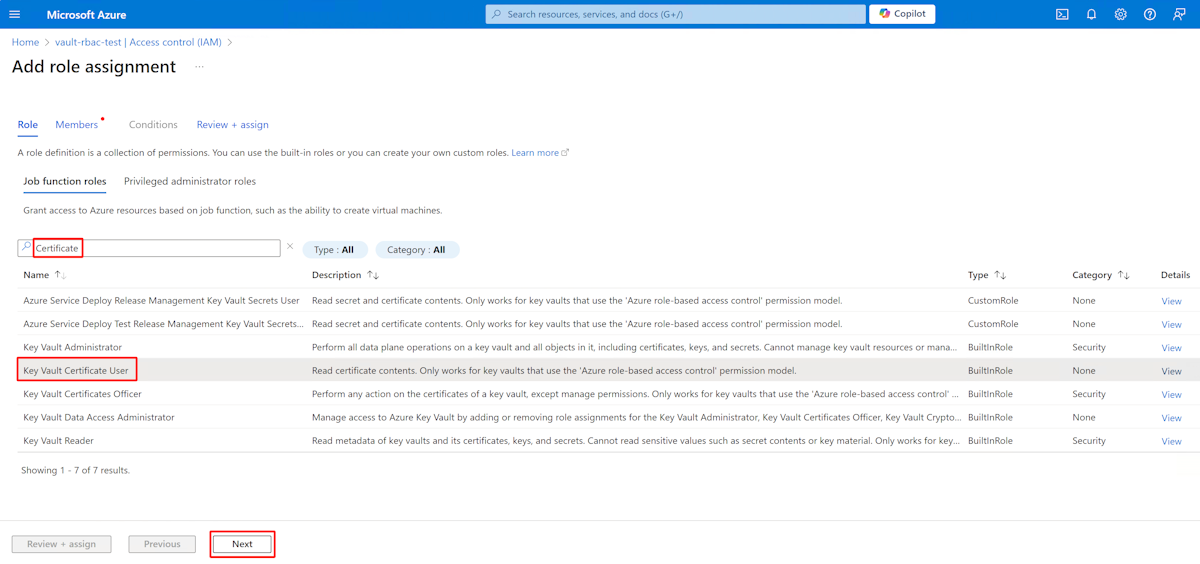 Microsoft Azure
Search resources, services, and docs (G+/)
Copilot
Home > vault-rbac-test | Access control (IAM) >
Add role assignment ...
Role Members Conditions Review + assign
A role definition is a collection of permissions. You can use the built-in roles or you can create your own custom roles. Learn more
Job function roles Privileged administrator roles
Grant access to Azure resources based on job function, such as the ability to create virtual machines.
Certificate Type : All Category : All
Name ↑↓ Description ↑↓ Type ↑↓ Category ↑↓ Details
Azure Service Deploy Release Management Key Vault Secrets User Read secret and certificate contents. Only works for key vaults that use the 'Azure role-based access control' permission model. CustomRole None View
Azure Service Deploy Test Release Management Key Vault Secrets... Read secret and certificate contents. Only works for key vaults that use the 'Azure role-based access control' permission model. CustomRole None View
Key Vault Administrator Perform all data plane operations on a key vault and all objects in it, including certificates, keys, and secrets. Cannot manage key vault resources or mana... BuiltInRole Security View
Key Vault Certificate User Read certificate contents. Only works for key vaults that use the 'Azure role-based access control' permission model. BuiltInRole None View
Key Vault Certificates Officer Perform any action on the certificates of a key vault, except manage permissions. Only works for key vaults that use the 'Azure role-based access control' ... BuiltInRole Security View
Key Vault Data Access Administrator Manage access to Azure Key Vault by adding or removing role assignments for the Key Vault Administrator, Key Vault Certificates Officer, Key Vault Crypto... BuiltInRole None View
Key Vault Reader Read metadata of key vaults and its certificates, keys, and secrets. Cannot read sensitive values such as secret contents or key material. Only works for key... BuiltInRole Security View
Showing 1 - 7 of 7 results.
Review + assign Previous Next